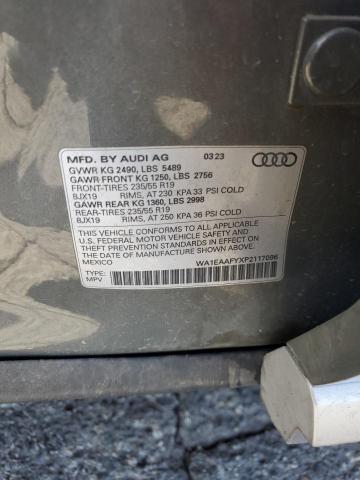 MFD. BY AUDI AG 03 23
GVWR KG 2490, LBS 5489
GAWR FRONT KG 1250, LBS 2756
FRONT-TIRES 235/55 R19
8JX19 RIMS, AT 230 KPA 33 PSI COLD
GAWR REAR KG 1360, LBS 2998
REAR-TIRES 235/55 R19
8JX19 RIMS, AT 250 KPA 36 PSI COLD
THIS VEHICLE CONFORMS TO ALL APPLICABLE
U.S. FEDERAL MOTOR VEHICLE SAFETY AND
THEFT PREVENTION STANDARDS IN EFFECT ON
THE DATE OF MANUFACTURE SHOWN ABOVE.
MEXICO
TYPE: WA1EAAFYXP2117096
MPV